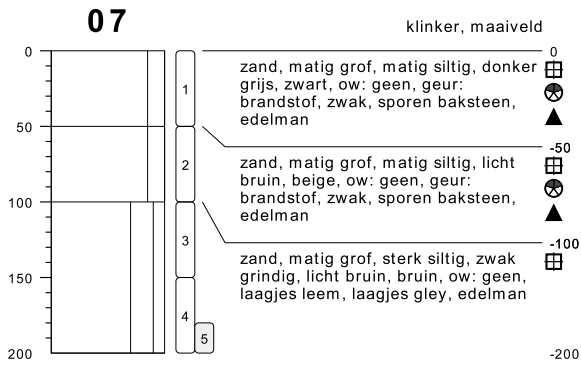 07
klinker, maaiveld
0
0
zand, matig grof, matig siltig, donker
grijs, zwart, ow: geen, geur:
brandstof, zwak, sporen baksteen,
edelman
1
50
-50
zand, matig grof, matig siltig, licht
bruin, beige, ow: geen, geur:
brandstof, zwak, sporen baksteen,
edelman
2
100
-100
zand, matig grof, sterk siltig, zwak
grindig, licht bruin, bruin, ow: geen,
laagjes leem, laagjes gley, edelman
3
150
4
5
200
-200